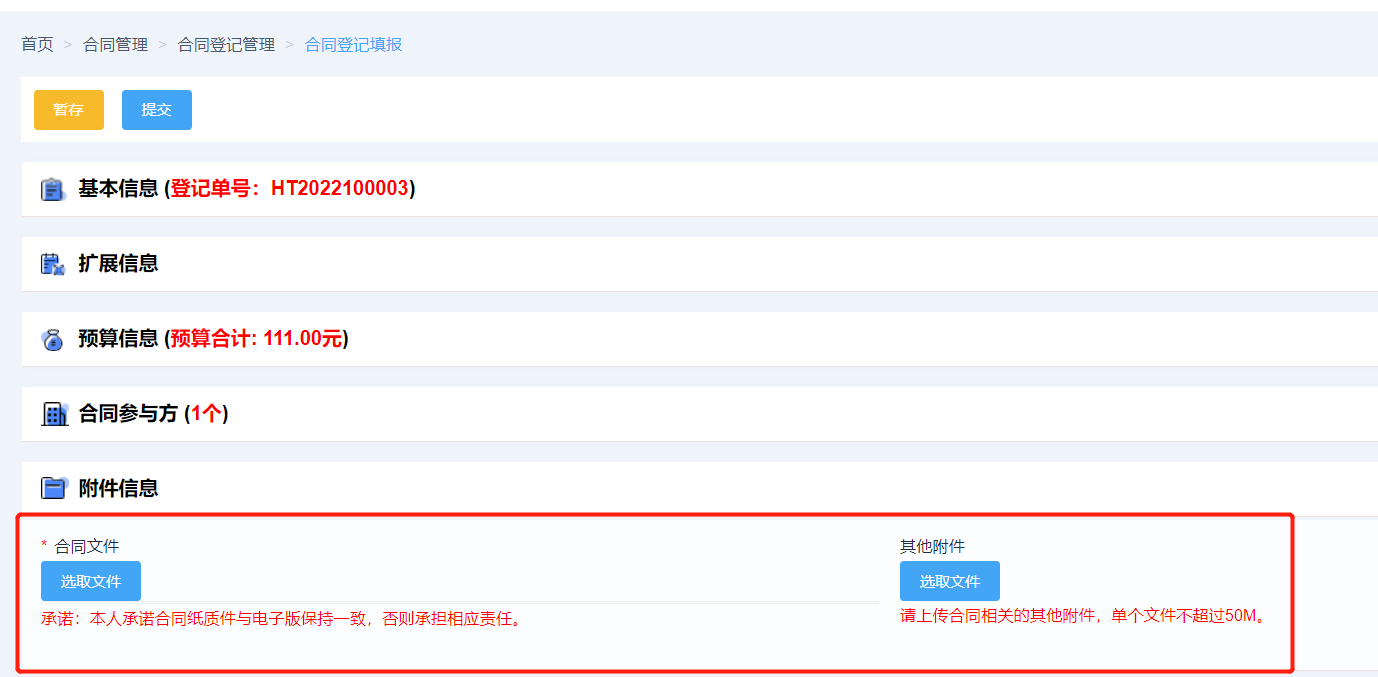 首页 > 合同管理 > 合同登记管理 > 合同登记填报
暂存 提交
基本信息 (登记单号：HT2022100003)
扩展信息
预算信息 (预算合计: 111.00元)
合同参与方 (1个)
附件信息
* 合同文件
选取文件
承诺：本人承诺合同纸质件与电子版保持一致，否则承担相应责任。
其他附件
选取文件
请上传合同相关的其他附件，单个文件不超过50M。